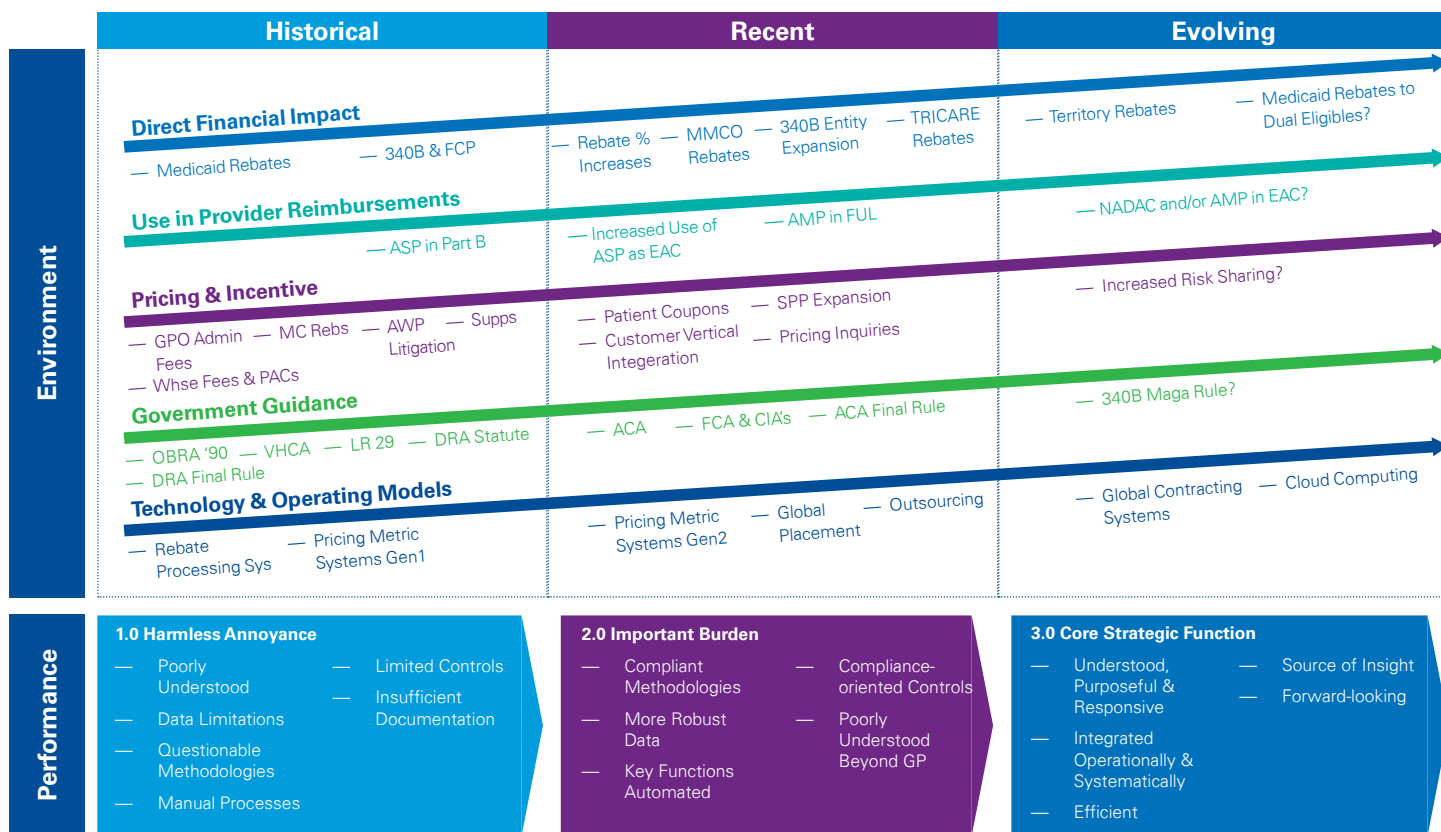 Historical
Recent
Evolving
Environment
Direct Financial Impact
— Medicaid Rebates
— 340B & FCP
— Rebate %
Increases
— MMCO
Rebates
— 340B Entity
Expansion
— TRICARE
Rebates
— Territory Rebates
— Medicaid Rebates to
Dual Eligibles?
Use in Provider Reimbursements
— ASP in Part B
— Increased Use of
ASP as EAC
— AMP in FUL
— NADAC and/or AMP in EAC?
Pricing & Incentive
— GPO Admin
Fees
— MC Rebs
— AWP
Litigation
— Supps
— Whse Fees & PACs
— Patient Coupons
— SPP Expansion
— Customer Vertical
Integeration
— Pricing Inquiries
— Increased Risk Sharing?
Government Guidance
— OBRA ‘90
— VHCA
— LR 29
— DRA Statute
— DRA Final Rule
— ACA
— FCA & CIA’s
— ACA Final Rule
— 340B Maga Rule?
Technology & Operating Models
— Rebate
Processing Sys
— Pricing Metric
Systems Gen1
— Pricing Metric
Systems Gen2
— Global
Placement
— Outsourcing
— Global Contracting
Systems
— Cloud Computing
Performance
1.0 Harmless Annoyance
— Poorly
Understood
— Data Limitations
— Questionable
Methodologies
— Manual Processes
— Limited Controls
— Insufficient
Documentation
2.0 Important Burden
— Compliant
Methodologies
— More Robust
Data
— Key Functions
Automated
— Compliance-
oriented Controls
— Poorly
Understood
Beyond GP
3.0 Core Strategic Function
— Understood,
Purposeful &
Responsive
— Integrated
Operationally &
Systematically
— Efficient
— Source of Insight
— Forward-looking